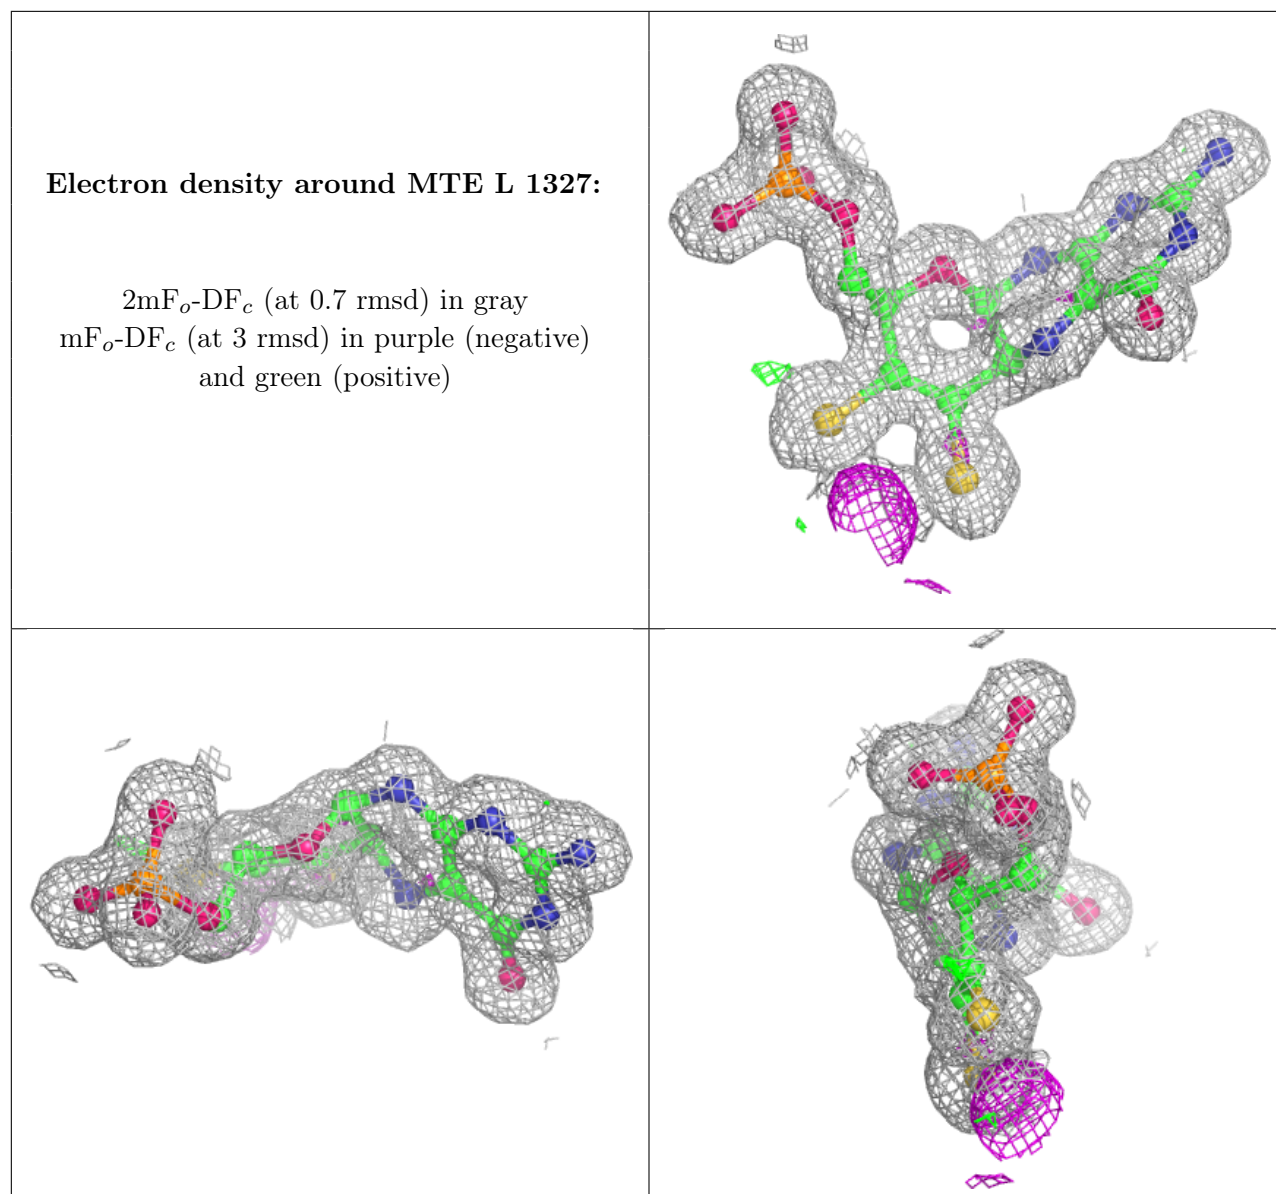 Electron density around MTE L 1327:
2mFₒ-DF𝒸 (at 0.7 rmsd) in gray
mFₒ-DF𝒸 (at 3 rmsd) in purple (negative)
and green (positive)